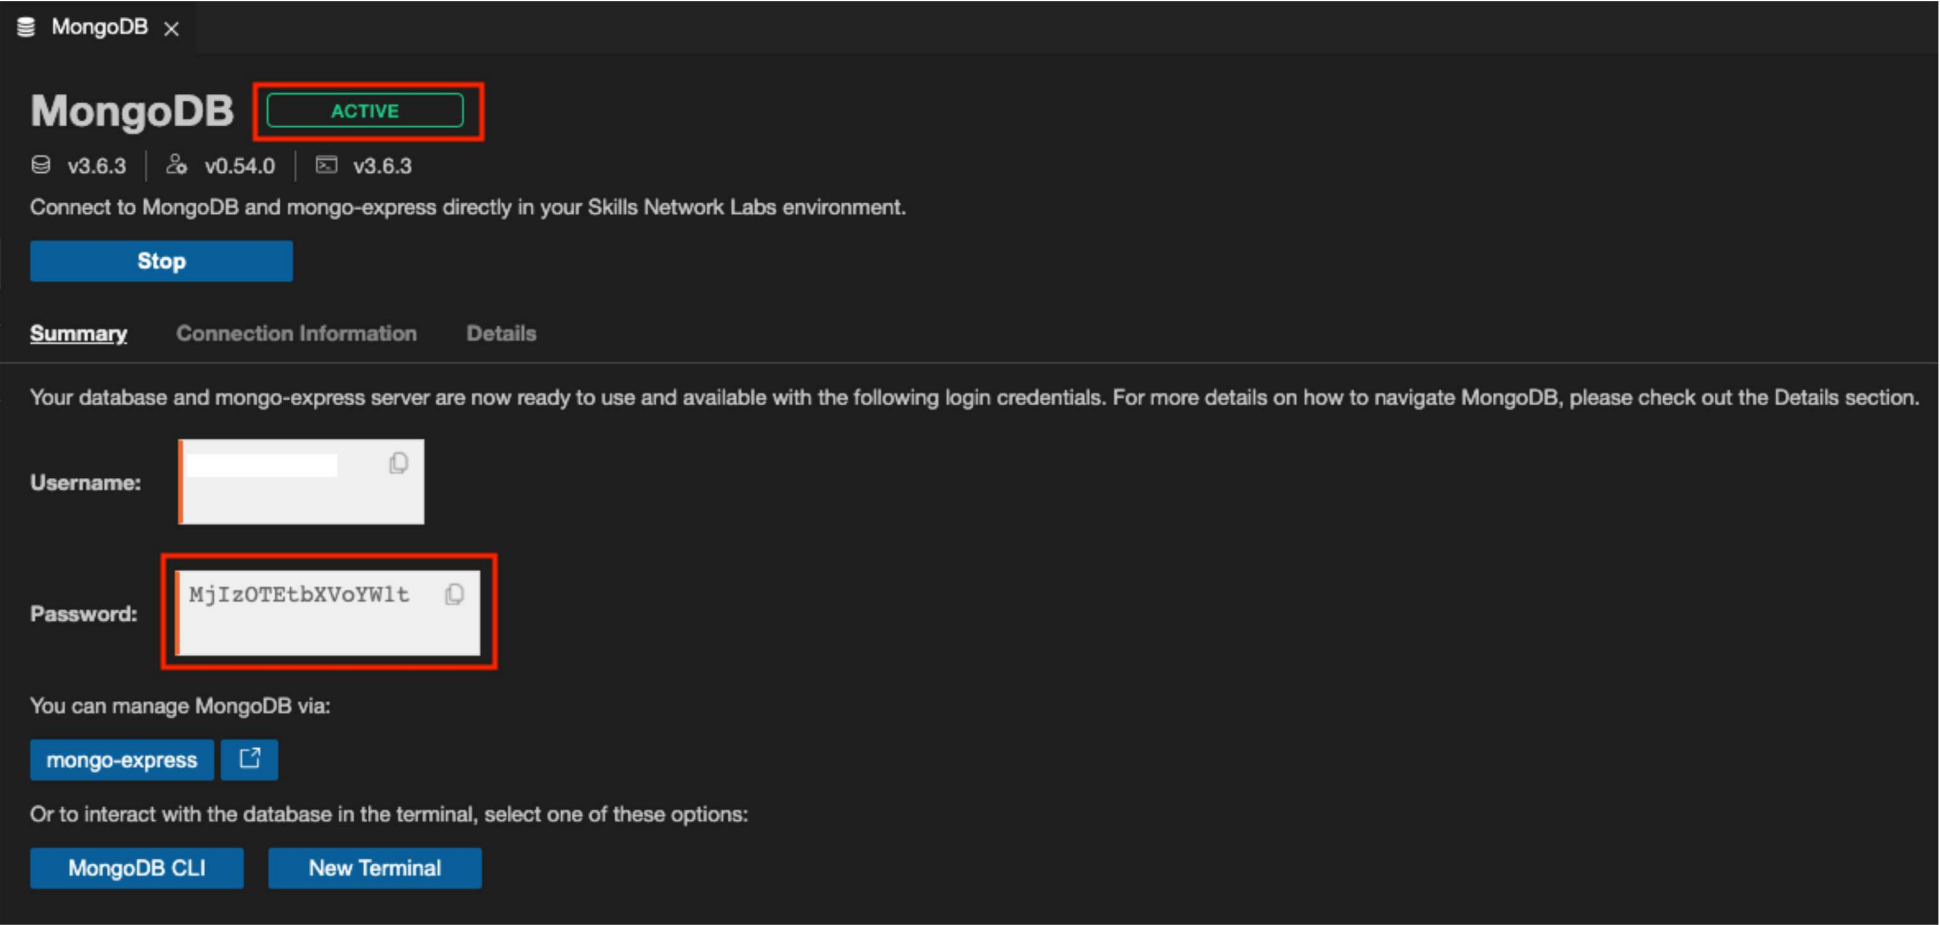 MongoDB
MongoDB ACTIVE
v3.6.3 v0.54.0 v3.6.3
Connect to MongoDB and mongo-express directly in your Skills Network Labs environment.
Stop
Summary Connection Information Details
Your database and mongo-express server are now ready to use and available with the following login credentials. For more details on how to navigate MongoDB, please check out the Details section.
Username:
Password: MjIzOTEtbXVoYW1t
You can manage MongoDB via:
mongo-express
Or to interact with the database in the terminal, select one of these options:
MongoDB CLI New Terminal